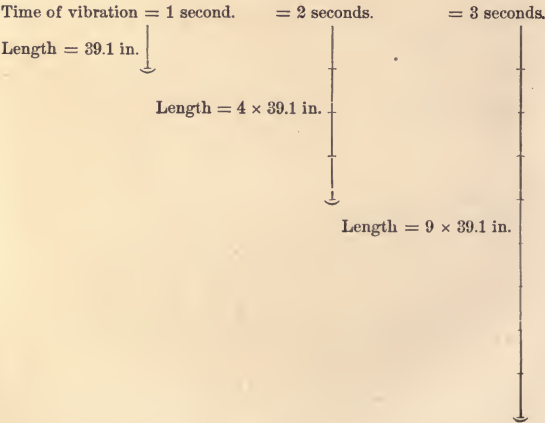 Time of vibration = 1 second. = 2 seconds. = 3 seconds.
Length = 39.1 in.
Length = 4 × 39.1 in.
Length = 9 × 39.1 in.